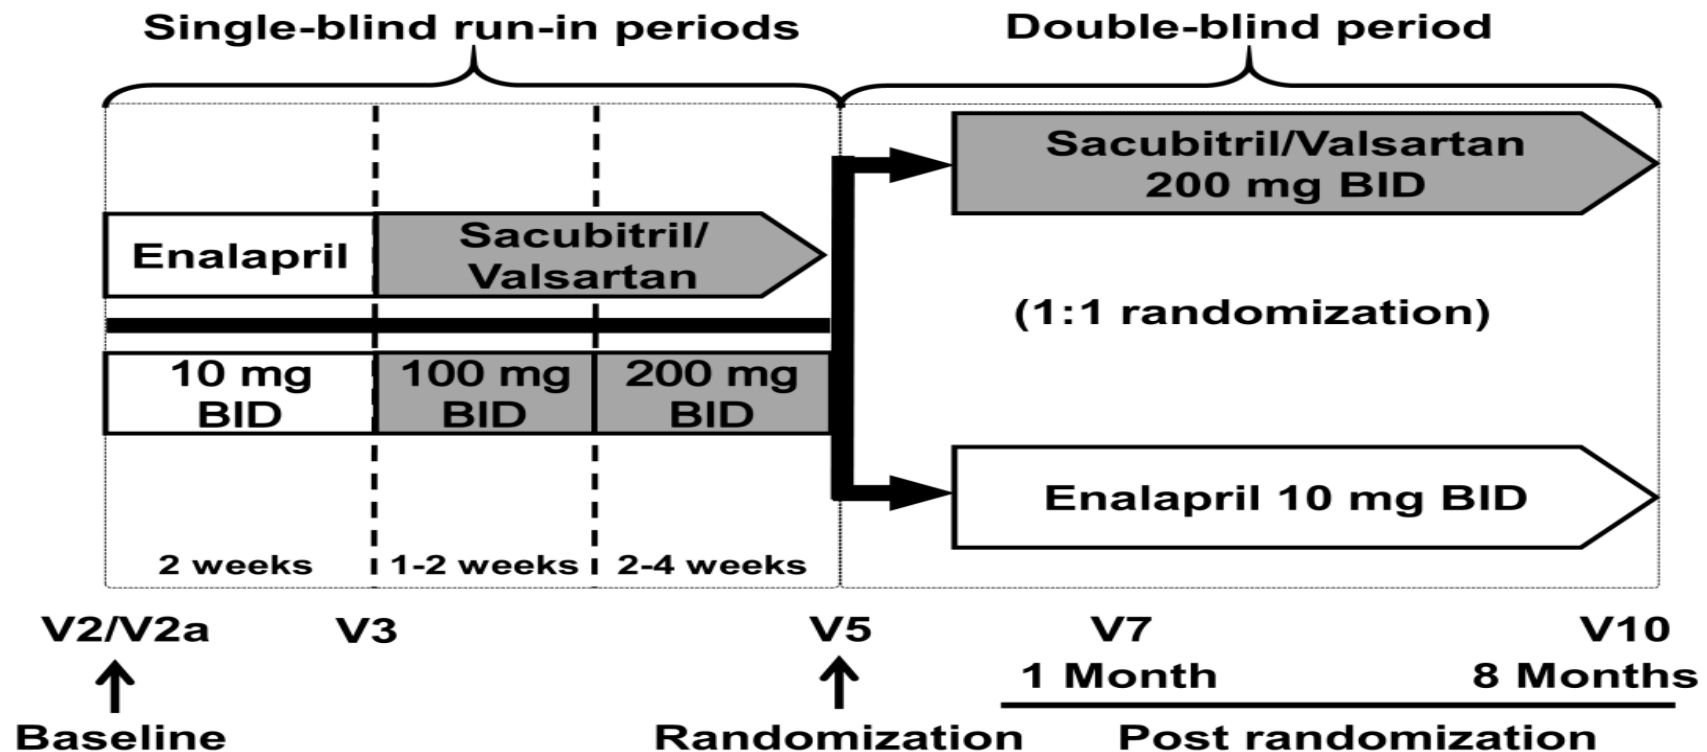 Single-blind run-in periods
Double-blind period
Sacubitril/Valsartan
200 mg BID
Enalapril
Sacubitril/
Valsartan
(1:1 randomization)
10 mg
BID
100 mg
BID
200 mg
BID
Enalapril 10 mg BID
2 weeks
1-2 weeks
2-4 weeks
V2/V2a
V3
V5
V7
V10
1 Month
8 Months
Baseline
Randomization
Post randomization